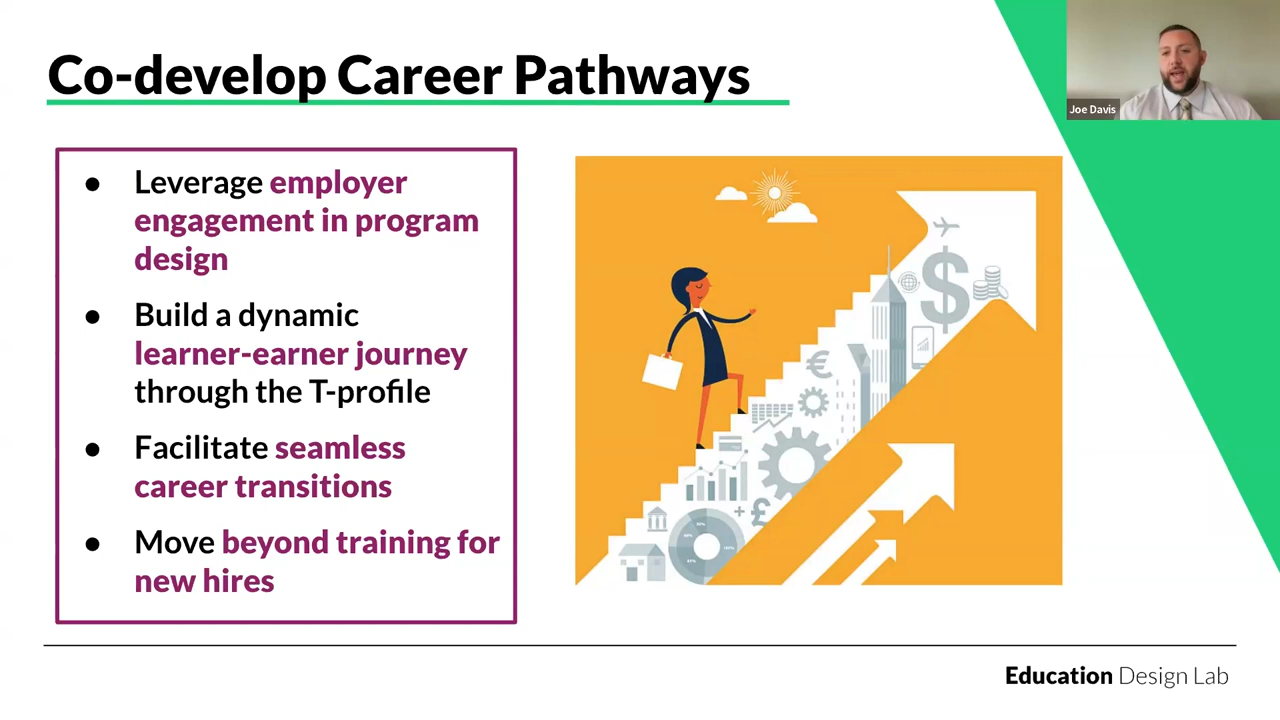 Co-develop Career Pathways
Joe Davis
● Leverage employer
engagement in program
design
● Build a dynamic
learner-earner journey
through the T-profile
● Facilitate seamless
career transitions
● Move beyond training for
new hires
$
€
£
Education Design Lab